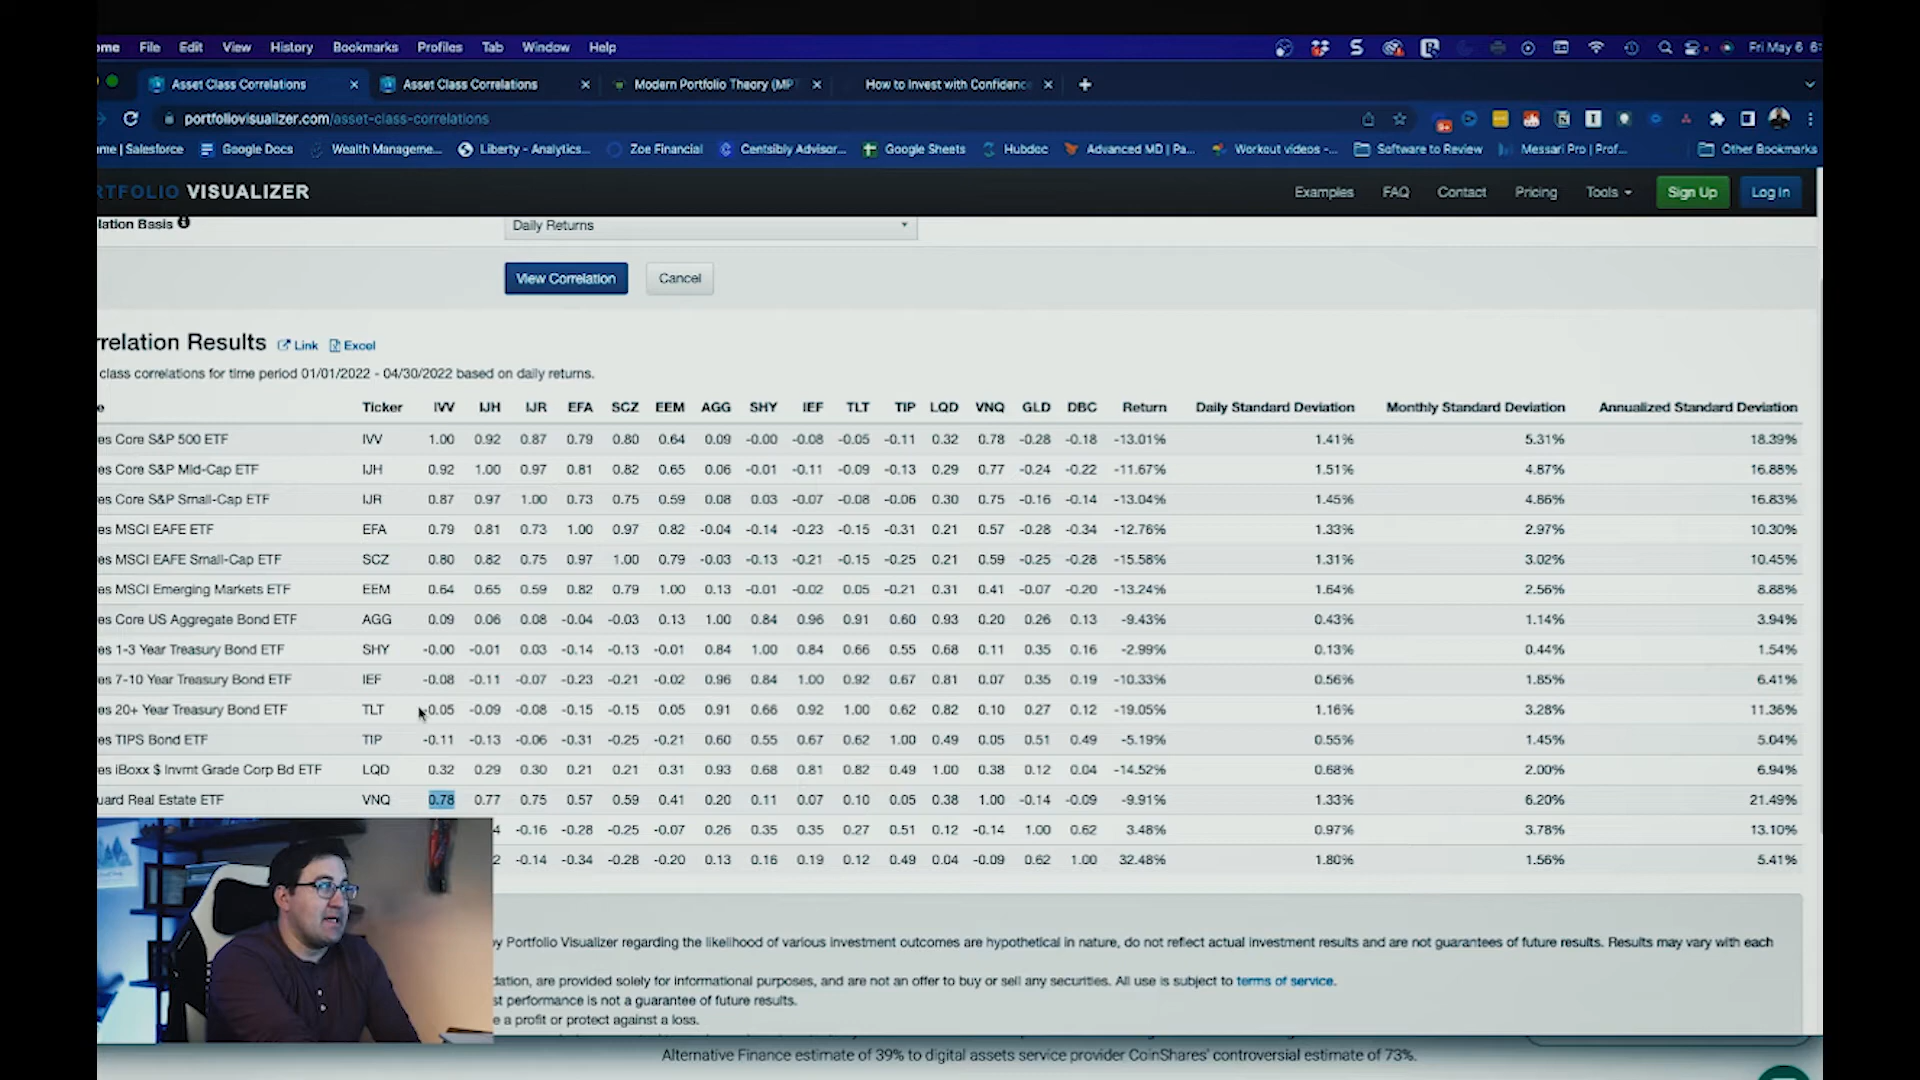 ome File Edit View History Bookmarks Profiles Tab Window Help Fri May 6 6:
Asset Class Correlations Asset Class Correlations Modern Portfolio Theory (MPT How to Invest with Confidence
portfoliovisualizer.com/asset-class-correlations
me | Salesforce Google Docs Wealth Manageme... Liberty - Analytics... Zoe Financial Centsibly Advisor... Google Sheets Hubdoc Advanced MD | Pa... Workout videos -... Software to Review Messari Pro | Prof... Other Bookmarks
RTFOLIO VISUALIZER Examples FAQ Contact Pricing Tools Sign Up Log In
lation Basis Daily Returns
View Correlation Cancel
rrelation Results Link Excel
class correlations for time period 01/01/2022 - 04/30/2022 based on daily returns.
e Ticker IVV IJH IJR EFA SCZ EEM AGG SHY IEF TLT TIP LQD VNQ GLD DBC Return Daily Standard Deviation Monthly Standard Deviation Annualized Standard Deviation
es Core S&P 500 ETF IVV 1.00 0.92 0.87 0.79 0.80 0.64 0.09 -0.00 -0.08 -0.05 -0.11 0.32 0.78 -0.28 -0.18 -13.01% 1.41% 5.31% 18.39%
es Core S&P Mid-Cap ETF IJH 0.92 1.00 0.97 0.81 0.82 0.65 0.06 -0.01 -0.11 -0.09 -0.13 0.29 0.77 -0.24 -0.22 -11.67% 1.51% 4.87% 16.88%
es Core S&P Small-Cap ETF IJR 0.87 0.97 1.00 0.73 0.75 0.59 0.08 0.03 -0.07 -0.08 -0.06 0.30 0.75 -0.16 -0.14 -13.04% 1.45% 4.86% 16.83%
es MSCI EAFE ETF EFA 0.79 0.81 0.73 1.00 0.97 0.82 -0.04 -0.14 -0.23 -0.15 -0.31 0.21 0.57 -0.28 -0.34 -12.76% 1.33% 2.97% 10.30%
es MSCI EAFE Small-Cap ETF SCZ 0.80 0.82 0.75 0.97 1.00 0.79 -0.03 -0.13 -0.21 -0.15 -0.25 0.21 0.59 -0.25 -0.28 -15.58% 1.31% 3.02% 10.45%
es MSCI Emerging Markets ETF EEM 0.64 0.65 0.59 0.82 0.79 1.00 0.13 -0.01 -0.02 0.05 -0.21 0.31 0.41 -0.07 -0.20 -13.24% 1.64% 2.56% 8.88%
es Core US Aggregate Bond ETF AGG 0.09 0.06 0.08 -0.04 -0.03 0.13 1.00 0.84 0.96 0.91 0.60 0.93 0.20 0.26 0.13 -9.43% 0.43% 1.14% 3.94%
es 1-3 Year Treasury Bond ETF SHY -0.00 -0.01 0.03 -0.14 -0.13 -0.01 0.84 1.00 0.84 0.66 0.55 0.68 0.11 0.35 0.16 -2.99% 0.13% 0.44% 1.54%
es 7-10 Year Treasury Bond ETF IEF -0.08 -0.11 -0.07 -0.23 -0.21 -0.02 0.96 0.84 1.00 0.92 0.67 0.81 0.07 0.35 0.19 -10.33% 0.56% 1.85% 6.41%
es 20+ Year Treasury Bond ETF TLT -0.05 -0.09 -0.08 -0.15 -0.15 0.05 0.91 0.66 0.92 1.00 0.62 0.82 0.10 0.27 0.12 -19.05% 1.16% 3.28% 11.36%
es TIPS Bond ETF TIP -0.11 -0.13 -0.06 -0.31 -0.25 -0.21 0.60 0.55 0.67 0.62 1.00 0.49 0.05 0.51 0.49 -5.19% 0.55% 1.45% 5.04%
es iBoxx $ Invmt Grade Corp Bd ETF LQD 0.32 0.29 0.30 0.21 0.21 0.31 0.93 0.68 0.81 0.82 0.49 1.00 0.38 0.12 0.04 -14.52% 0.68% 2.00% 6.94%
uard Real Estate ETF VNQ 0.78 0.77 0.75 0.57 0.59 0.41 0.20 0.11 0.07 0.10 0.05 0.38 1.00 -0.14 -0.09 -9.91% 1.33% 6.20% 21.49%
4 -0.16 -0.28 -0.25 -0.07 0.26 0.35 0.35 0.27 0.51 0.12 -0.14 1.00 0.62 3.48% 0.97% 3.78% 13.10%
2 -0.14 -0.34 -0.28 -0.20 0.13 0.16 0.19 0.12 0.49 0.04 -0.09 0.62 1.00 32.48% 1.80% 1.56% 5.41%
y Portfolio Visualizer regarding the likelihood of various investment outcomes are hypothetical in nature, do not reflect actual investment results and are not guarantees of future results. Results may vary with each
dation, are provided solely for informational purposes, and are not an offer to buy or sell any securities. All use is subject to terms of service.
st performance is not a guarantee of future results.
e a profit or protect against a loss.
Alternative Finance estimate of 39% to digital assets service provider CoinShares' controversial estimate of 73%.